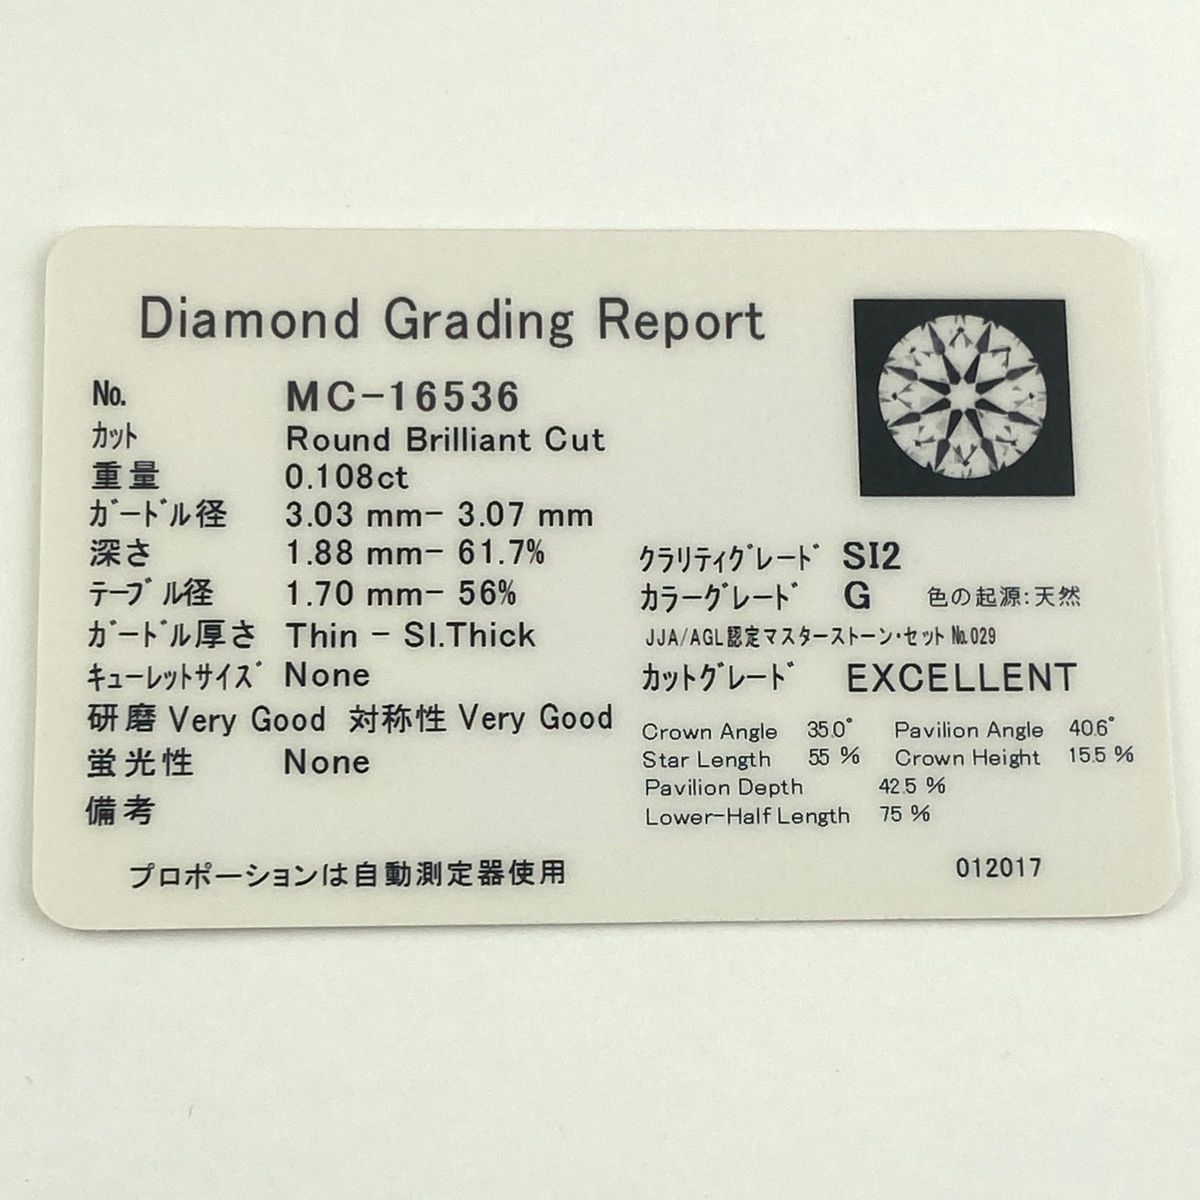 Diamond Grading Report
No. MC-16536
カット Round Brilliant Cut
重量 0.108ct
ガードル径 3.03 mm- 3.07 mm
深さ 1.88 mm- 61.7%
テーブル径 1.70 mm- 56%
ガードル厚さ Thin - Sl.Thick
キューレットサイズ None
研磨 Very Good 対称性 Very Good
蛍光性 None
備考
プロポーションは自動測定器使用
クラリティグレード SI2
カラーグレード G 色の起源:天然
JJA/AGL認定マスターストーン・セット №029
カットグレード EXCELLENT
Crown Angle 35.0° Pavilion Angle 40.6°
Star Length 55 % Crown Height 15.5 %
Pavilion Depth 42.5 %
Lower-Half Length 75 %
012017